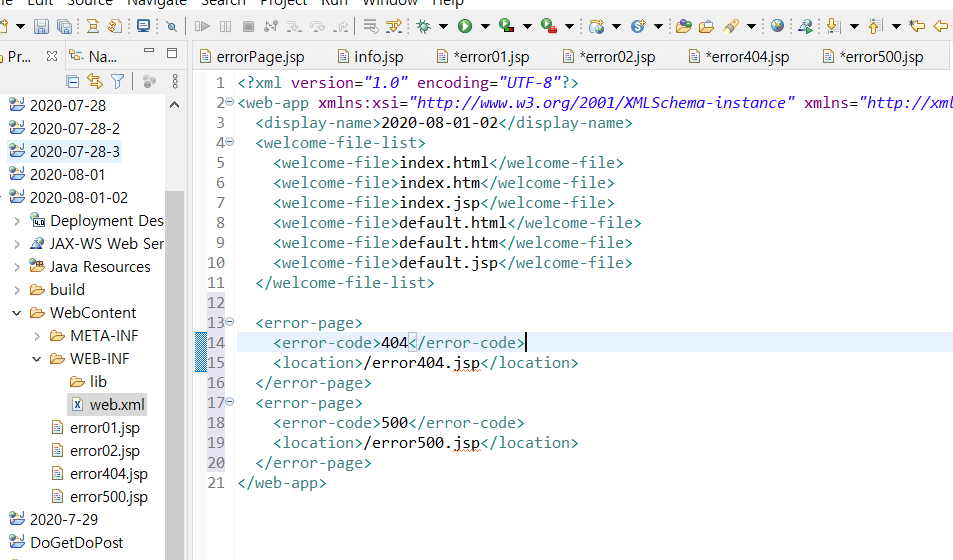 Edit Source Navigate Search Project Run Window Help
Pr... Na...
errorPage.jsp info.jsp *error01.jsp *error02.jsp *error404.jsp *error500.jsp
2020-07-28
2020-07-28-2
2020-07-28-3
2020-08-01
2020-08-01-02
Deployment Des
JAX-WS Web Ser
Java Resources
build
WebContent
META-INF
WEB-INF
lib
web.xml
error01.jsp
error02.jsp
error404.jsp
error500.jsp
2020-7-29
DoGetDoPost
1 <?xml version="1.0" encoding="UTF-8"?>
2 <web-app xmlns:xsi="http://www.w3.org/2001/XMLSchema-instance" xmlns="http://xml
3 <display-name>2020-08-01-02</display-name>
4 <welcome-file-list>
5 <welcome-file>index.html</welcome-file>
6 <welcome-file>index.htm</welcome-file>
7 <welcome-file>index.jsp</welcome-file>
8 <welcome-file>default.html</welcome-file>
9 <welcome-file>default.htm</welcome-file>
10 <welcome-file>default.jsp</welcome-file>
11 </welcome-file-list>
12
13 <error-page>
14 <error-code>404</error-code>
15 <location>/error404.jsp</location>
16 </error-page>
17 <error-page>
18 <error-code>500</error-code>
19 <location>/error500.jsp</location>
20 </error-page>
21 </web-app>